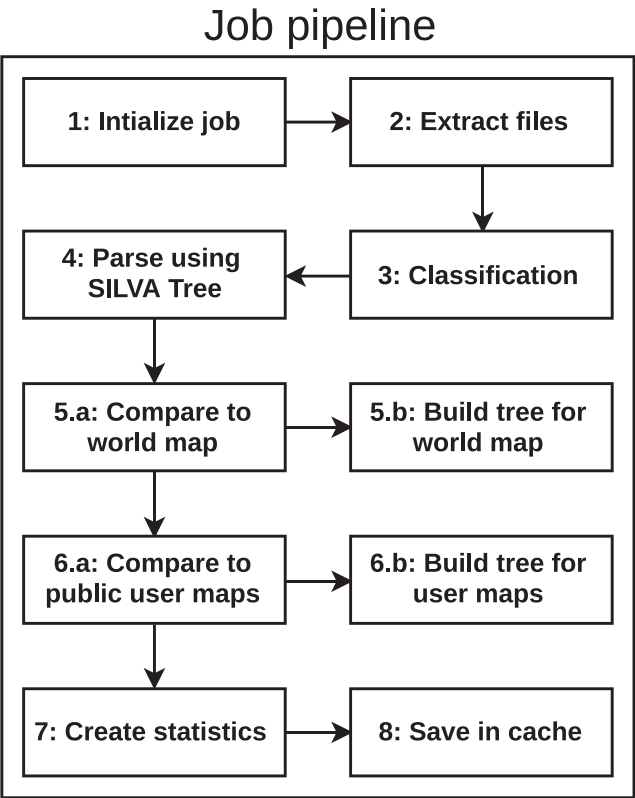 Job pipeline
1: Intialize job
2: Extract files
3: Classification
4: Parse using
SILVA Tree
5.a: Compare to
world map
5.b: Build tree for
world map
6.a: Compare to
public user maps
6.b: Build tree for
user maps
7: Create statistics
8: Save in cache